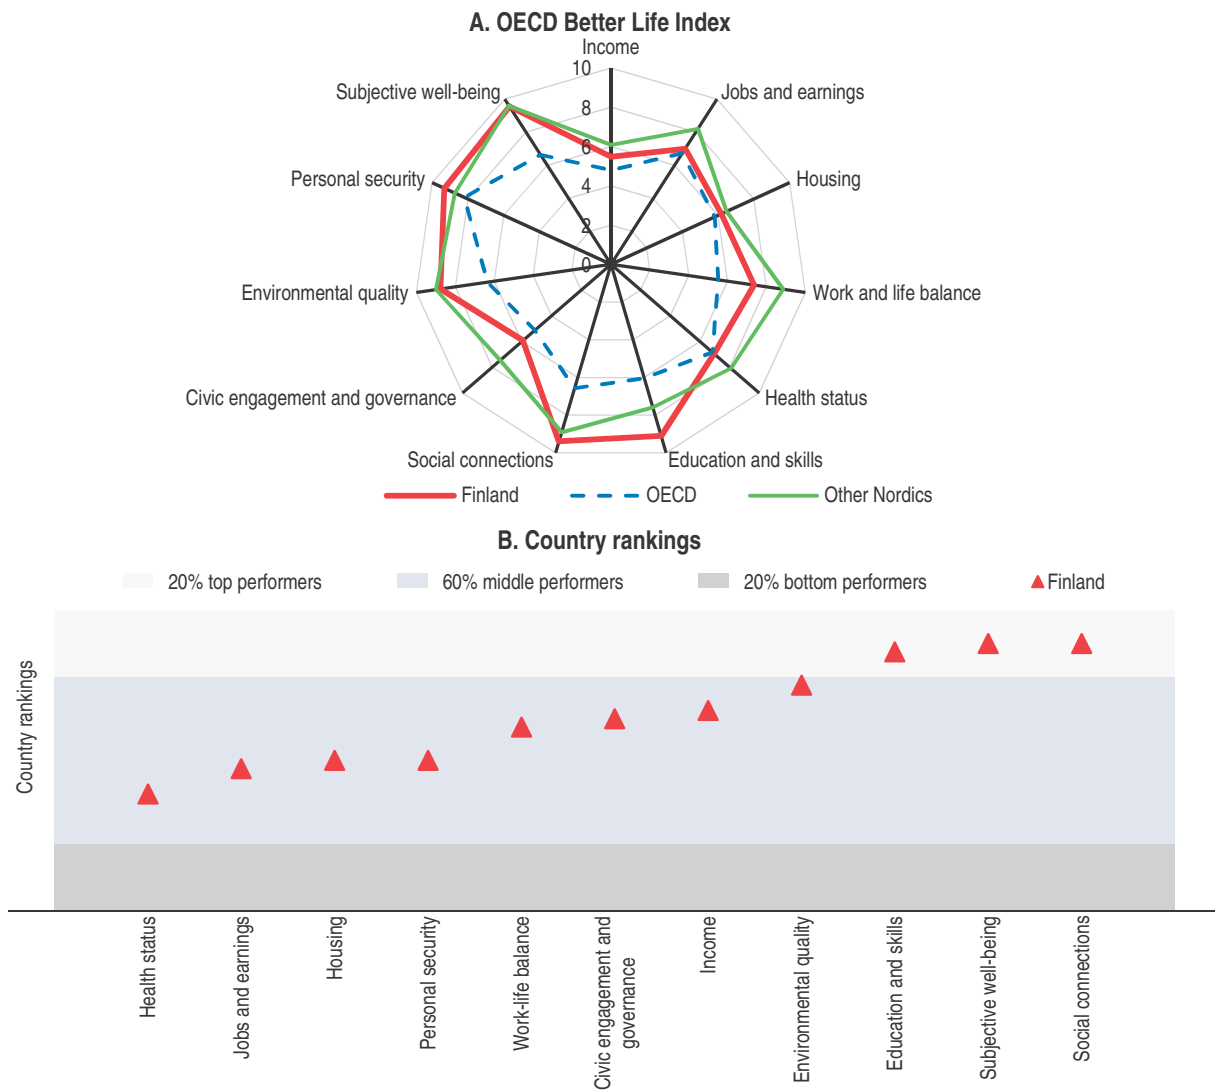 A. OECD Better Life Index
Income
10
8
6
4
2
0
Subjective well-being
Jobs and earnings
Personal security
Housing
Environmental quality
Work and life balance
Civic engagement and governance
Health status
Social connections
Education and skills
Finland
OECD
Other Nordics
B. Country rankings
20% top performers
60% middle performers
20% bottom performers
Finland
Country rankings
Health status
Jobs and earnings
Housing
Personal security
Work-life balance
Civic engagement and
governance
Income
Environmental quality
Education and skills
Subjective well-being
Social connections